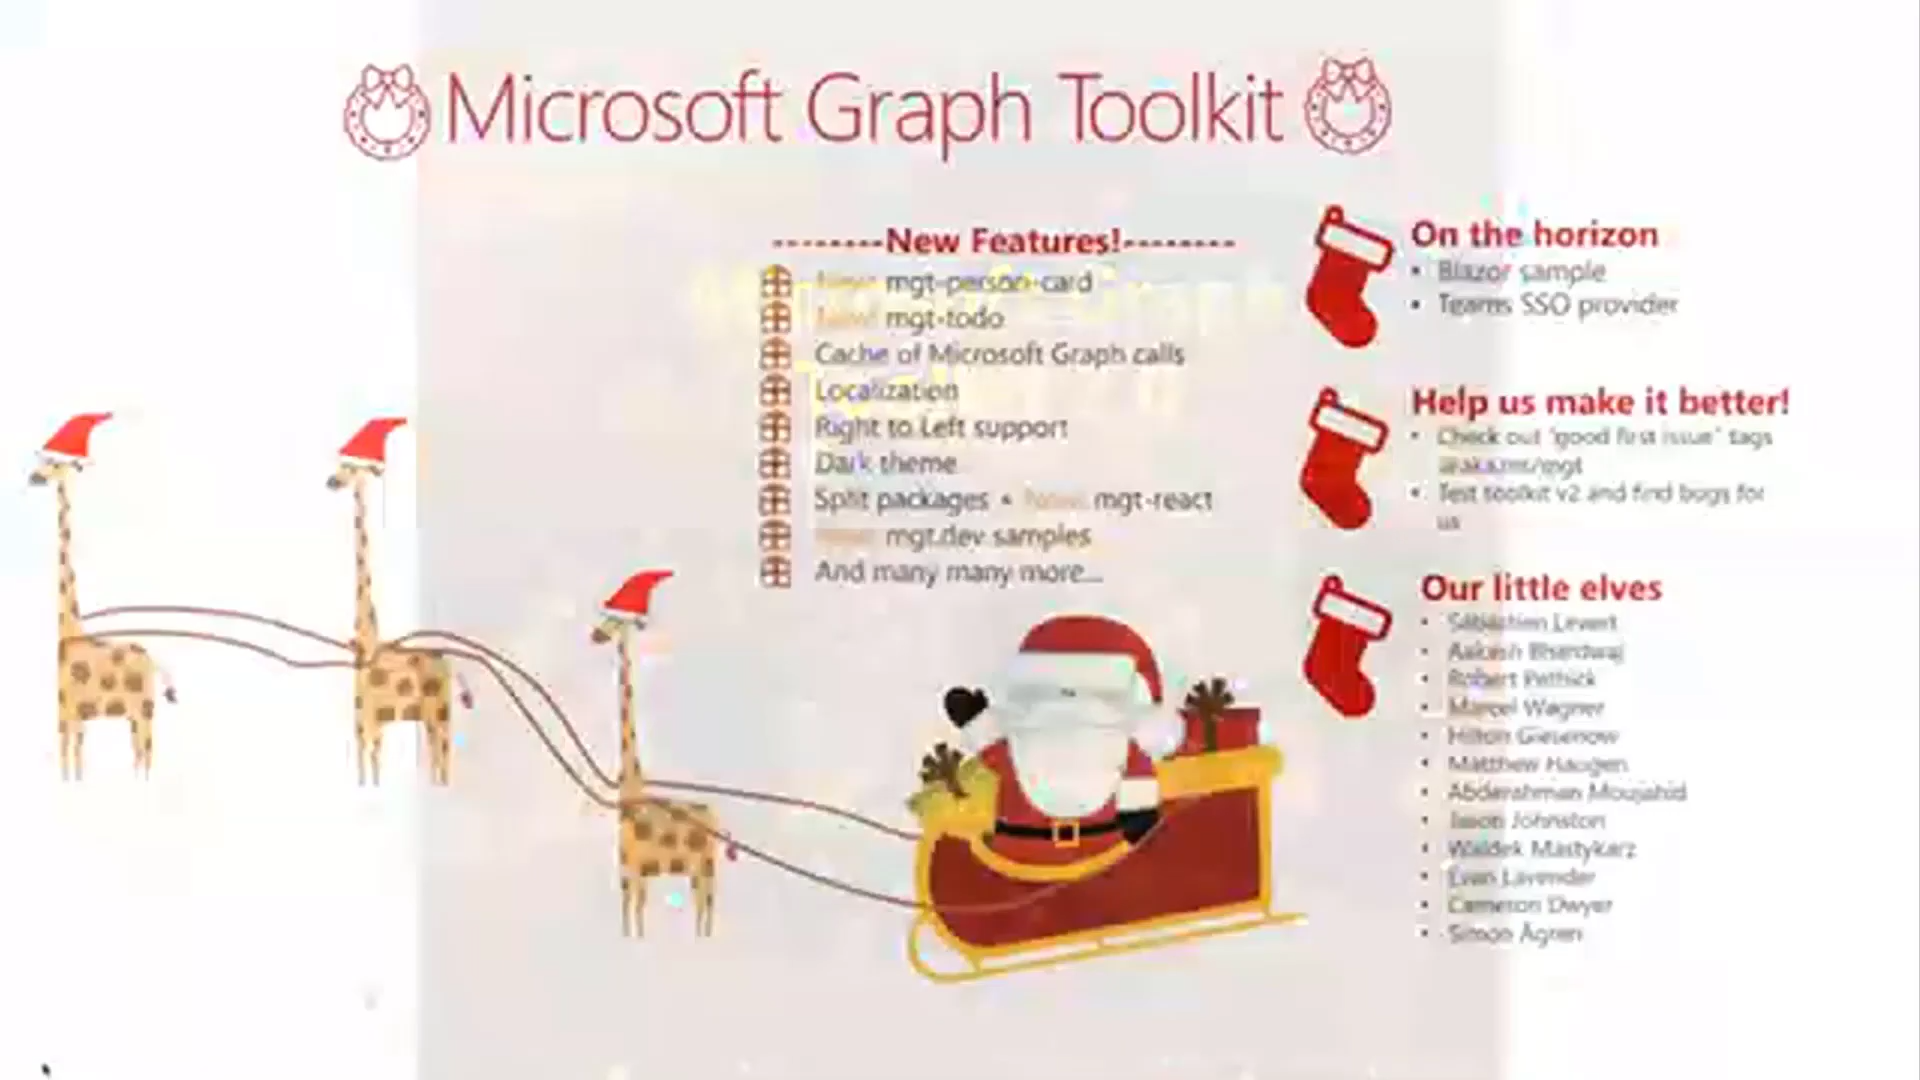 Microsoft Graph Toolkit
--------New Features!--------
New! mgt-person-card
New! mgt-todo
Cache of Microsoft Graph calls
Localization
Right to Left support
Dark theme
Split packages + New! mgt-react
New! mgt.dev samples
And many many more...
On the horizon
• Blazor sample
• Teams SSO provider
Help us make it better!
• Check out "good first issue" tags
@aka.ms/mgt
• Test toolkit v2 and find bugs for
us
Our little elves
• Sébastien Levert
• Aakash Bhardwaj
• Robert Pethick
• Marcel Wagner
• Hilton Giesenow
• Matthew Haugen
• Abderahman Moujahid
• Jason Johnston
• Waldek Mastykarz
• Evan Lavender
• Cameron Dwyer
• Simon Ågren